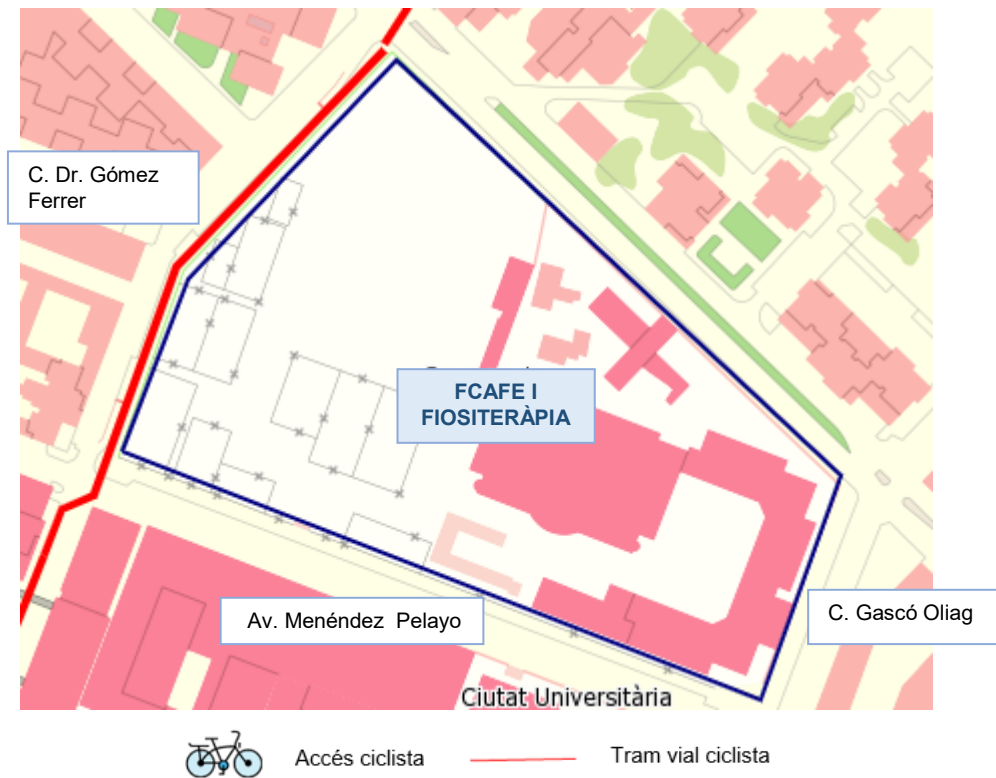 C. Dr. Gómez
Ferrer
FCAFE I
FIOSITERÀPIA
Av. Menéndez Pelayo
C. Gascó Oliag
Ciutat Universitària
Accés ciclista
Tram vial ciclista